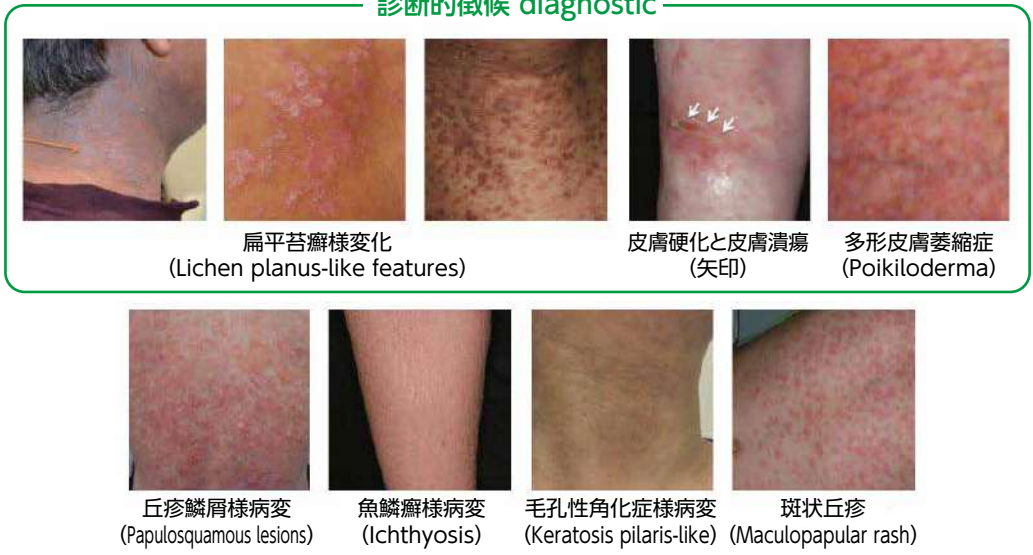 診断的徴候 diagnostic
扁平苔癬様変化
(Lichen planus-like features)
皮膚硬化と皮膚潰瘍
(矢印)
多形皮膚萎縮症
(Poikiloderma)
丘疹鱗屑様病変
(Papulosquamous lesions)
魚鱗癬様病変
(Ichthyosis)
毛孔性角化症様病変
(Keratosis pilaris-like)
斑状丘疹
(Maculopapular rash)